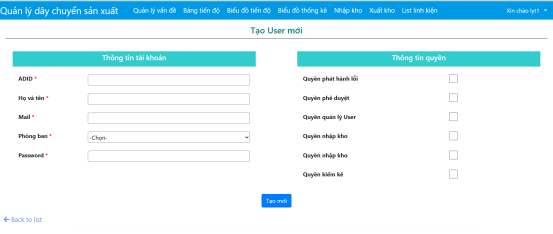 Quản lý dây chuyền sản xuất Quản lý vấn đề Bảng tiến độ Biểu đồ tiến độ Biểu đồ thống kê Nhập kho Xuất kho List linh kiện Xin chào lyt1
Tạo User mới
Thông tin tài khoản
ADID *
Họ và tên *
Mail *
Phòng ban * -Chọn-
Password *
Thông tin quyền
Quyền phát hành lỗi
Quyền phê duyệt
Quyền quản lý User
Quyền nhập kho
Quyền nhập kho
Quyền kiểm kê
Tạo mới
← Back to list